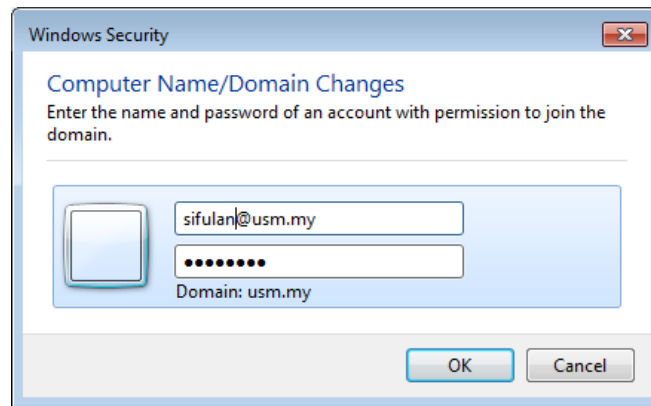 Windows Security
Computer Name/Domain Changes
Enter the name and password of an account with permission to join the
domain.
sifulan@usm.my
●●●●●●●●
Domain: usm.my
OK
Cancel